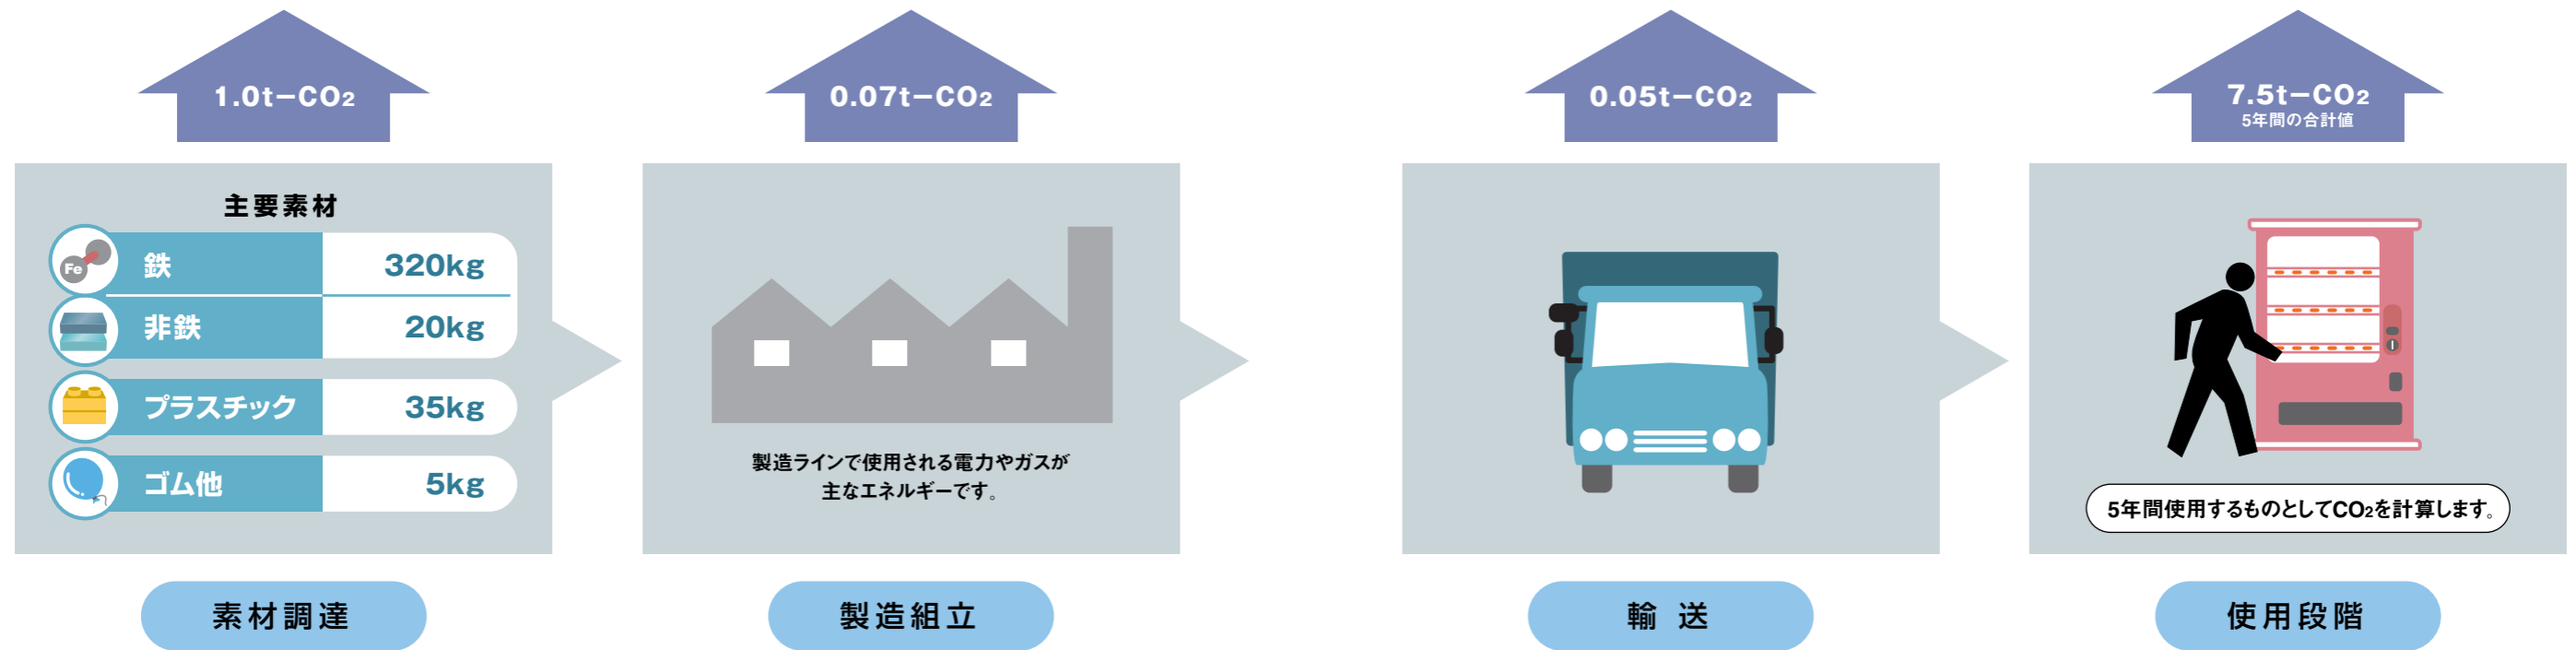 1.0t−CO2
主要素材
Fe
鉄 320kg
非鉄 20kg
プラスチック 35kg
ゴム他 5kg
素材調達
0.07t−CO2
製造ラインで使用される電力やガスが
主なエネルギーです。
製造組立
0.05t−CO2
輸 送
7.5t−CO2
5年間の合計値
5年間使用するものとしてCO2を計算します。
使用段階